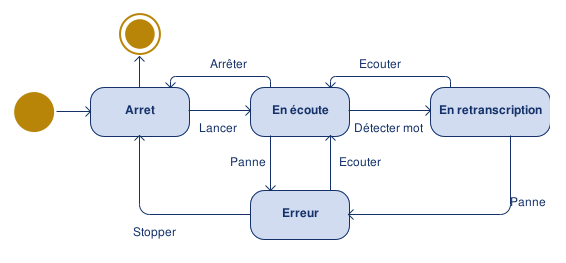 Arrêter
Ecouter
Arret
En écoute
En retranscription
Lancer
Détecter mot
Panne
Ecouter
Panne
Erreur
Stopper